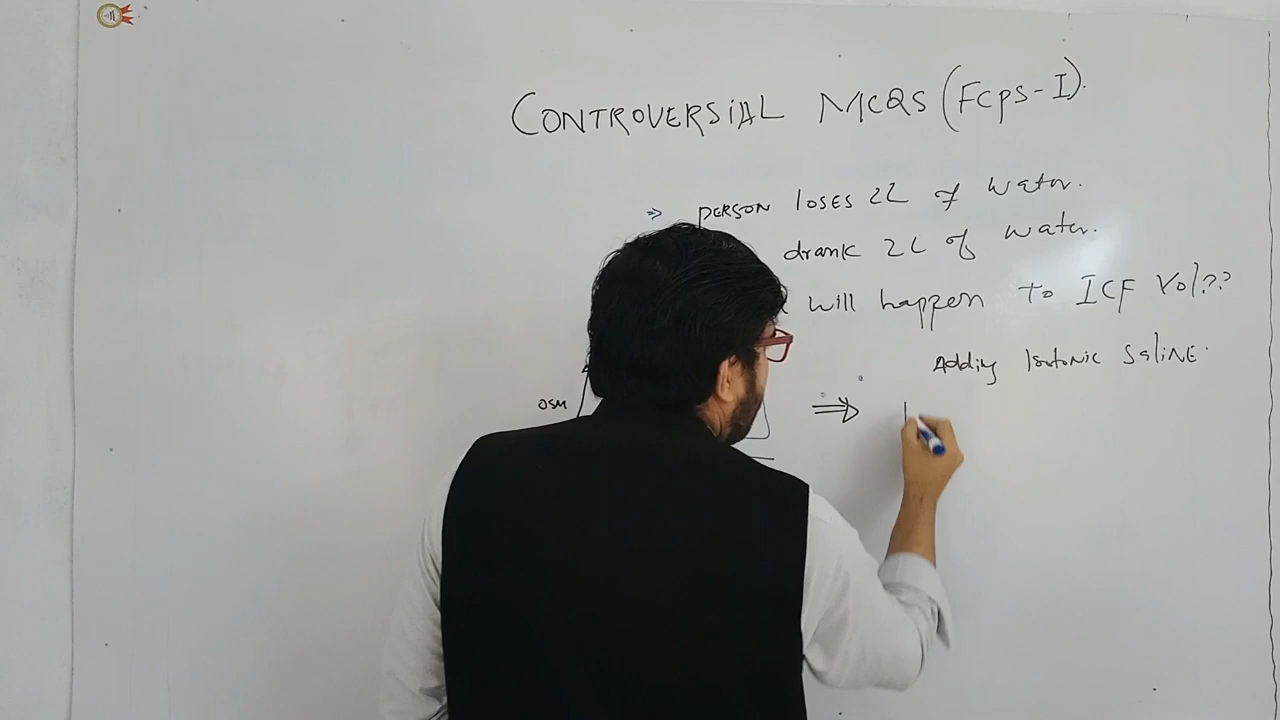 CONTROVERSIAL MCQS (FCPS-I).
⇒ PERSON LOSES 2L of water.
drank 2L of water.
will happen to ICF Vol??
Adding Isotonic Saline.
OSM
⇒